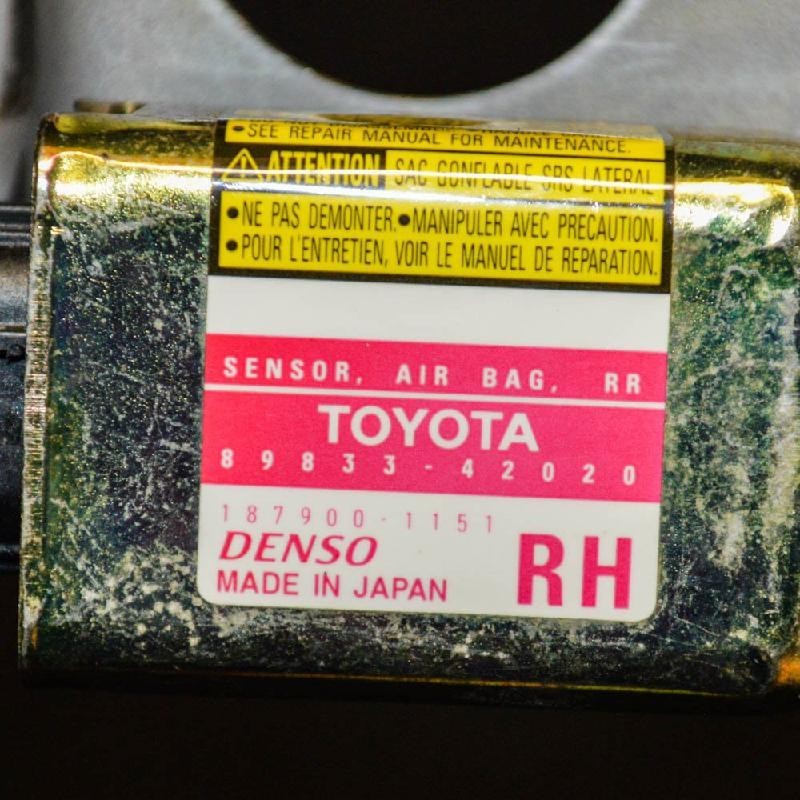 •SEE REPAIR MANUAL FOR MAINTENANCE.
ATTENTION SAC GONFLABLE SRS LATERAL
•NE PAS DEMONTER.•MANIPULER AVEC PRECAUTION.
•POUR L'ENTRETIEN, VOIR LE MANUEL DE REPARATION.
SENSOR, AIR BAG, RR
TOYOTA
89833-42020
187900-1151
DENSO
MADE IN JAPAN
RH